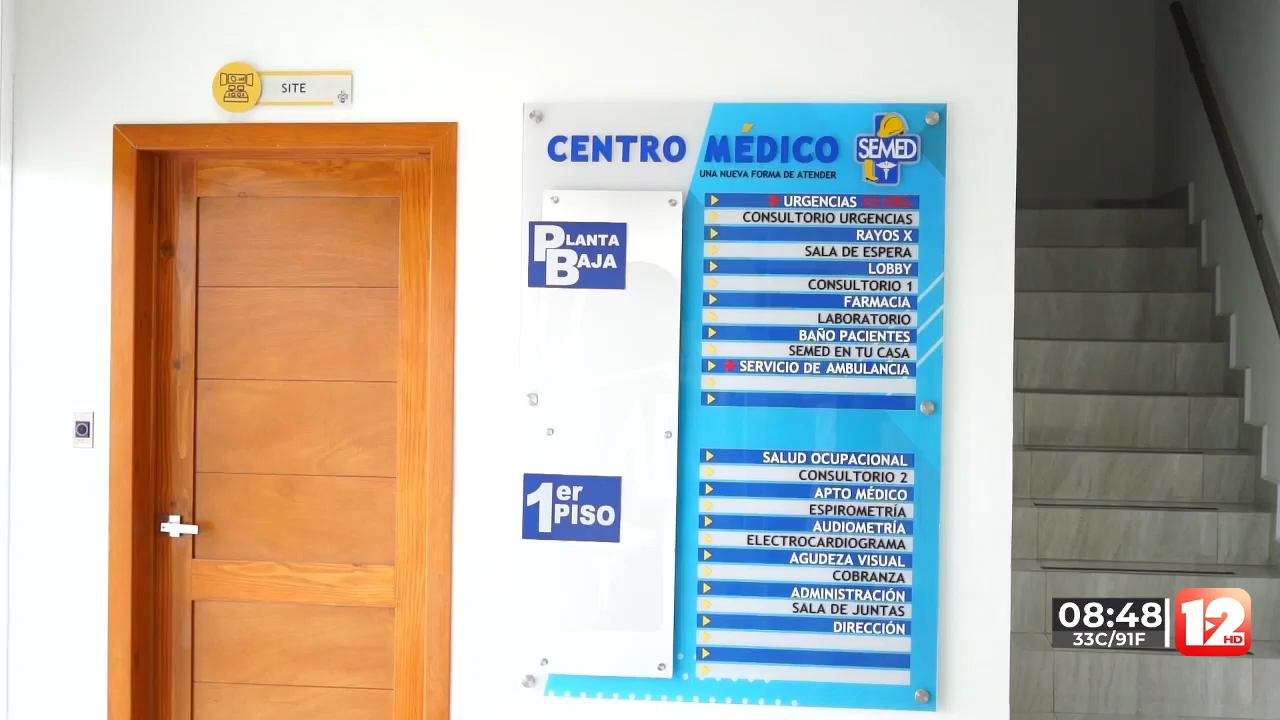 SITE
CENTRO MÉDICO
SEMED
UNA NUEVA FORMA DE ATENDER
PLANTA
BAJA
URGENCIAS
CONSULTORIO URGENCIAS
RAYOS X
SALA DE ESPERA
LOBBY
CONSULTORIO 1
FARMACIA
LABORATORIO
BAÑO PACIENTES
SEMED EN TU CASA
SERVICIO DE AMBULANCIA
1er
PISO
SALUD OCUPACIONAL
CONSULTORIO 2
APTO MÉDICO
ESPIROMETRÍA
AUDIOMETRÍA
ELECTROCARDIOGRAMA
AGUDEZA VISUAL
COBRANZA
ADMINISTRACIÓN
SALA DE JUNTAS
DIRECCIÓN
08:48
33C/91F
12
HD